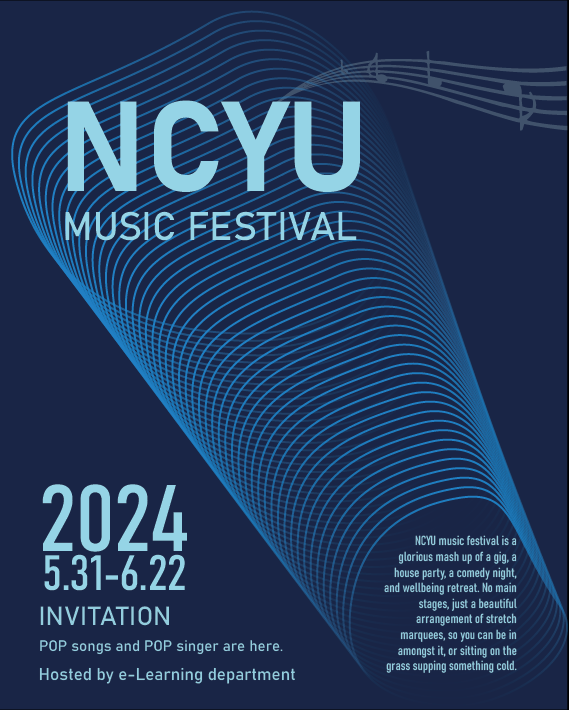 NCYU
MUSIC FESTIVAL
2024
5.31-6.22
INVITATION
POP songs and POP singer are here.
Hosted by e-Learning department
NCYU music festival is a
glorious mash up of a gig, a
house party, a comedy night,
and wellbeing retreat. No main
stages, just a beautiful
arrangement of stretch
marquees, so you can be in
amongst it, or sitting on the
grass supping something cold.